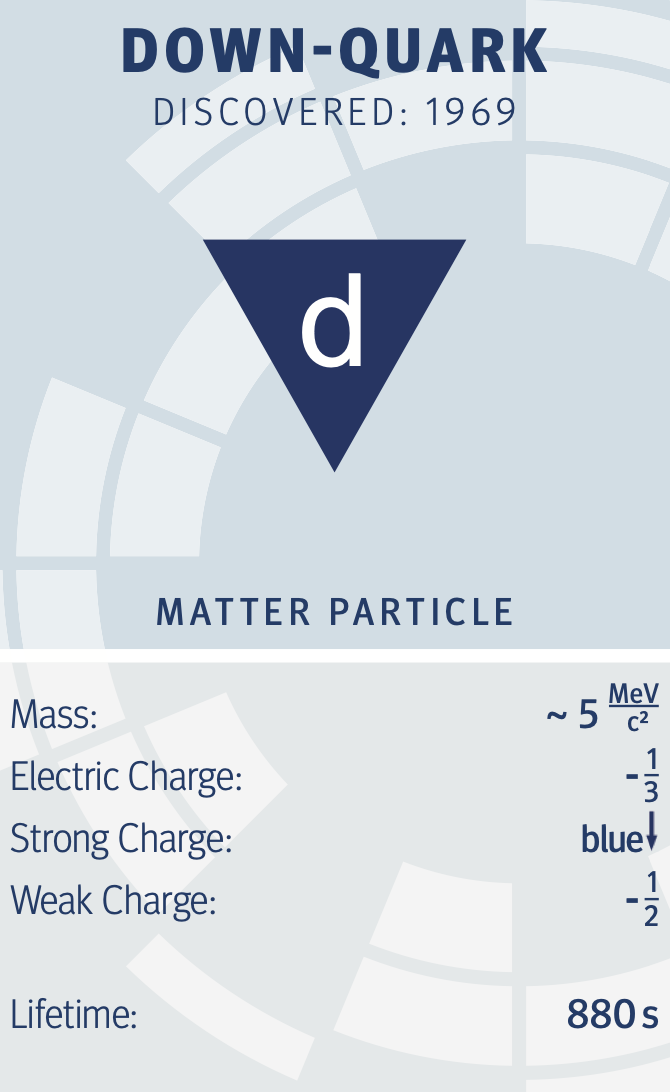 DOWN-QUARK
DISCOVERED: 1969
d
MATTER PARTICLE
Mass: ~ 5 MeV/c²
Electric Charge: -1/3
Strong Charge: blue↓
Weak Charge: -1/2
Lifetime: 880 s